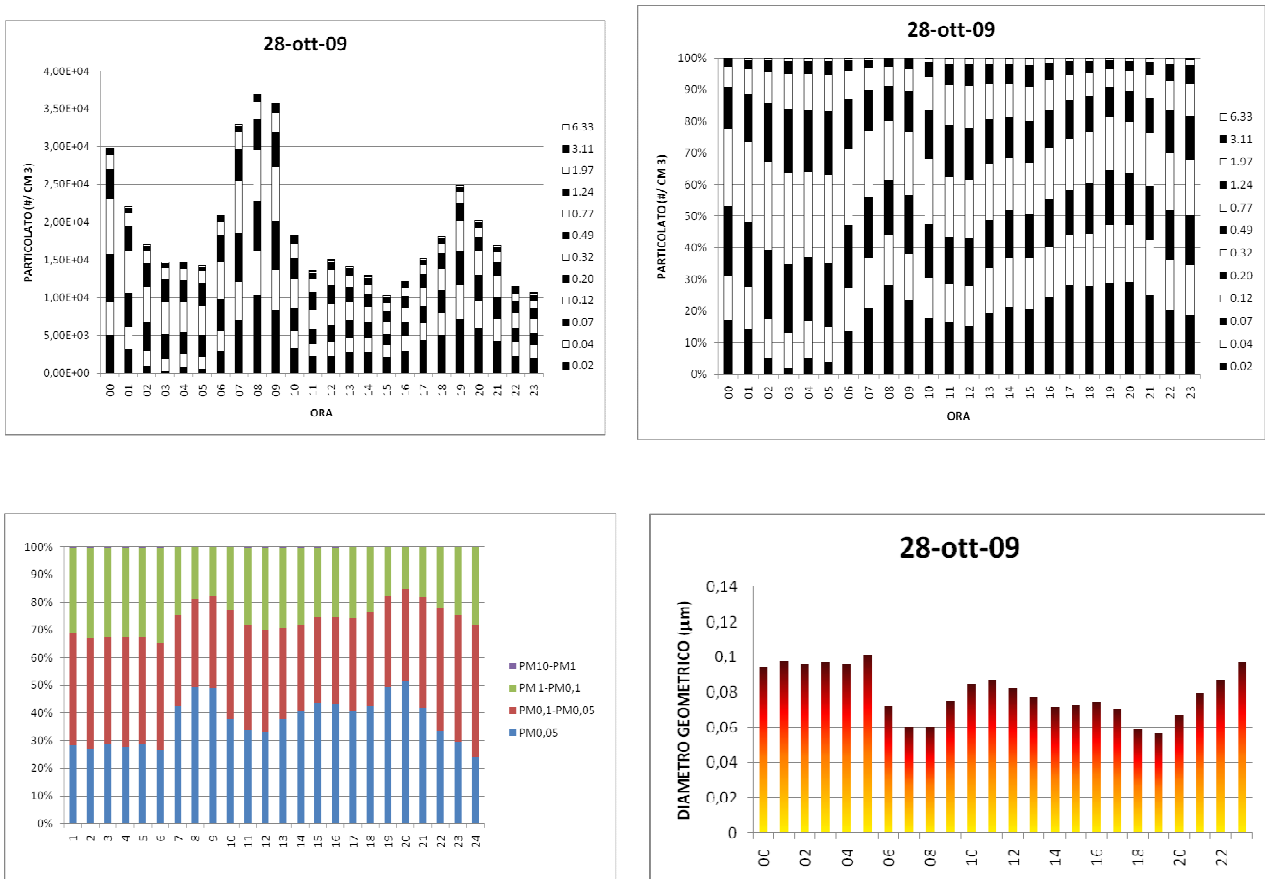 28-ott-09
4,00E+04
3,50E+04
3,00E+04
2,50E+04
2,00E+04
1,50E+04
1,00E+04
5,00E+03
0,00E+00
PARTICOLATO (#/ CM 3)
00 01 02 03 04 05 06 07 08 09 10 11 12 13 14 15 16 17 18 19 20 21 22 23
ORA
6.33
3.11
1.97
1.24
0.77
0.49
0.32
0.20
0.12
0.07
0.04
0.02
28-ott-09
100%
90%
80%
70%
60%
50%
40%
30%
20%
10%
0%
PARTICOLATO (#/ CM 3)
00 01 02 03 04 05 06 07 08 09 10 11 12 13 14 15 16 17 18 19 20 21 22 23
ORA
6.33
3.11
1.97
1.24
0.77
0.49
0.32
0.20
0.12
0.07
0.04
0.02
100%
90%
80%
70%
60%
50%
40%
30%
20%
10%
0%
1 2 3 4 5 6 7 8 9 10 11 12 13 14 15 16 17 18 19 20 21 22 23 24
PM10-PM1
PM1-PM0,1
PM0,1-PM0,05
PM0,05
28-ott-09
0,14
0,12
0,1
0,08
0,06
0,04
0,02
0
DIAMETRO GEOMETRICO (µm)
00 02 04 06 08 10 12 14 16 18 20 22